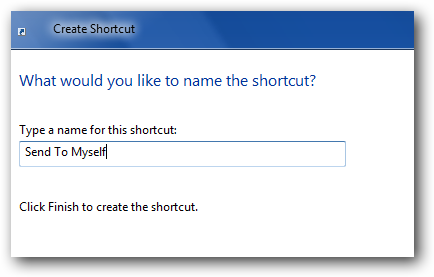 Create Shortcut
What would you like to name the shortcut?
Type a name for this shortcut:
Send To Myself
Click Finish to create the shortcut.